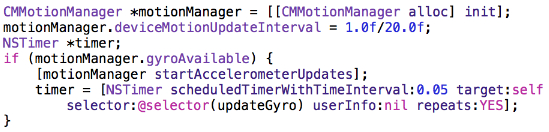 CMMotionManager *motionManager = [[CMMotionManager alloc] init];
motionManager.deviceMotionUpdateInterval = 1.0f/20.0f;
NSTimer *timer;
if (motionManager.gyroAvailable) {
    [motionManager startAccelerometerUpdates];
    timer = [NSTimer scheduledTimerWithTimeInterval:0.05 target:self
        selector:@selector(updateGyro) userInfo:nil repeats:YES];
}